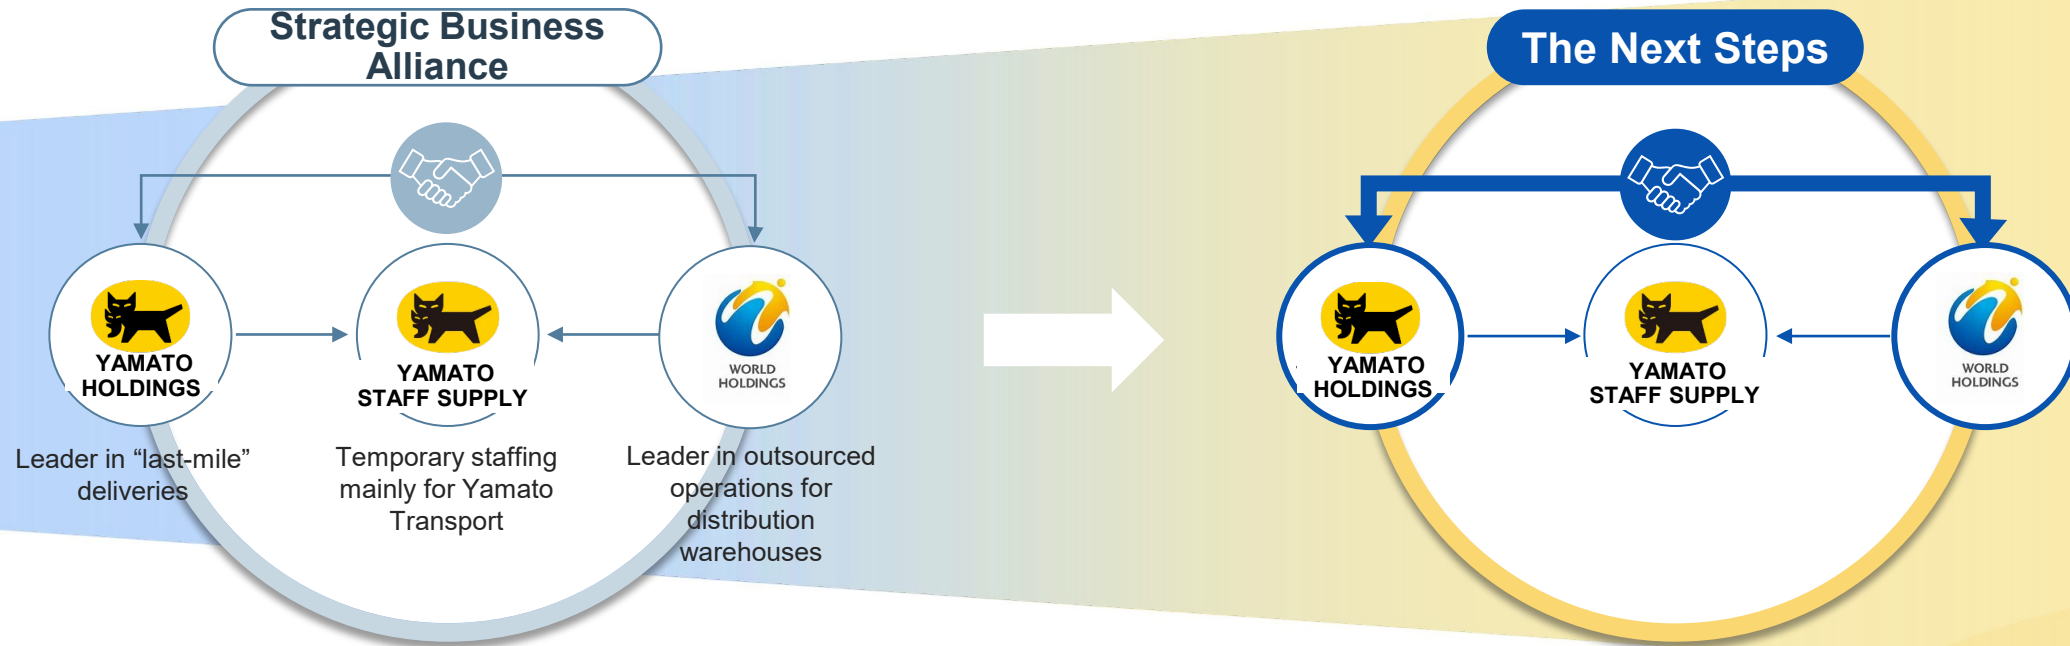 Strategic Business
Alliance
YAMATO
HOLDINGS
Leader in “last-mile”
deliveries
YAMATO
STAFF SUPPLY
Temporary staffing
mainly for Yamato
Transport
WORLD
HOLDINGS
Leader in outsourced
operations for
distribution
warehouses
The Next Steps
YAMATO
HOLDINGS
YAMATO
STAFF SUPPLY
WORLD
HOLDINGS